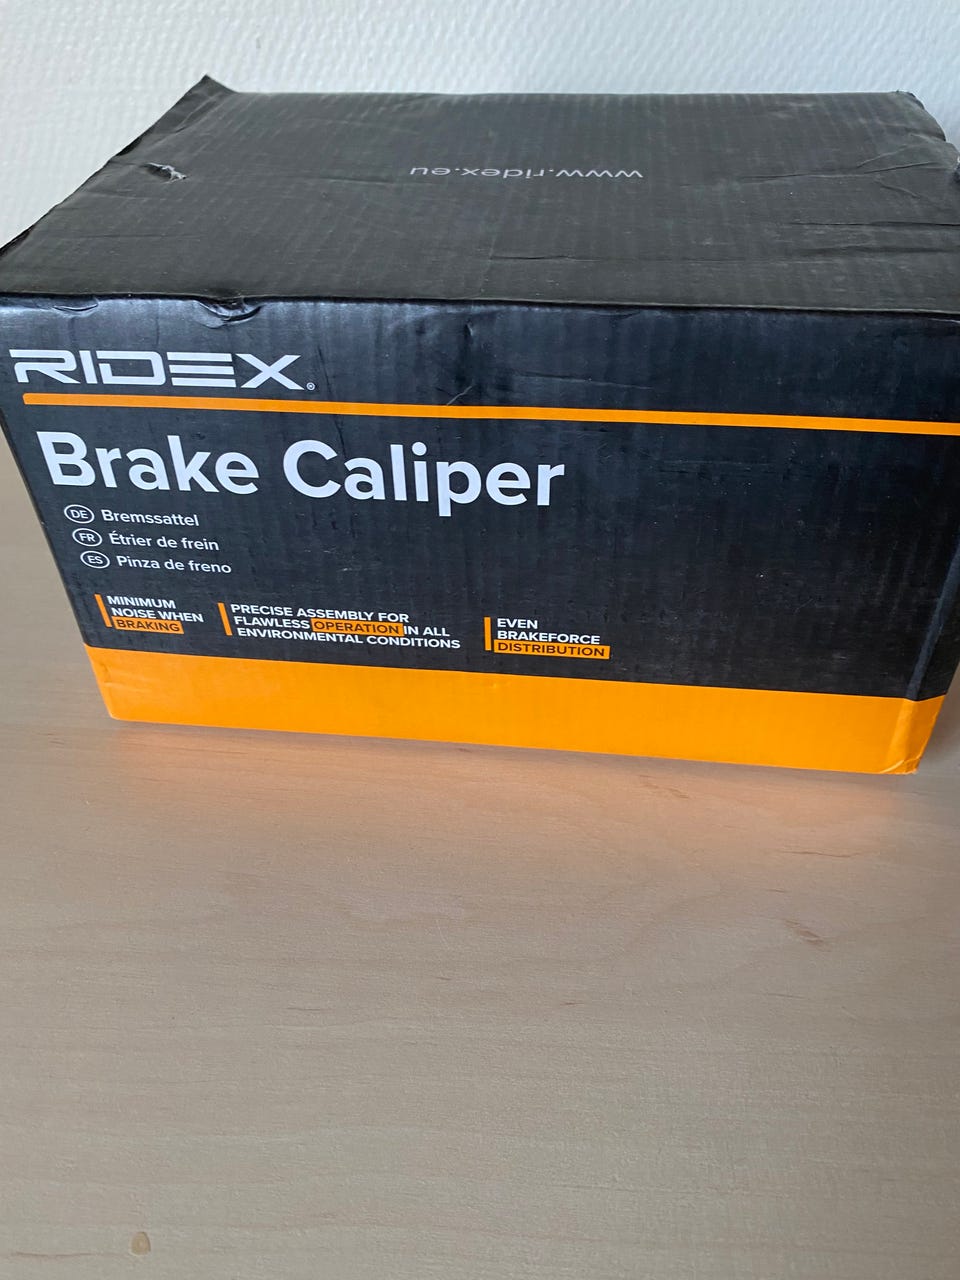 www.ridex.eu
RIDEX®
Brake Caliper
DE Bremssattel
FR Étrier de frein
ES Pinza de freno
MINIMUM
NOISE WHEN
BRAKING
PRECISE ASSEMBLY FOR
FLAWLESS OPERATION IN ALL
ENVIRONMENTAL CONDITIONS
EVEN
BRAKEFORCE
DISTRIBUTION